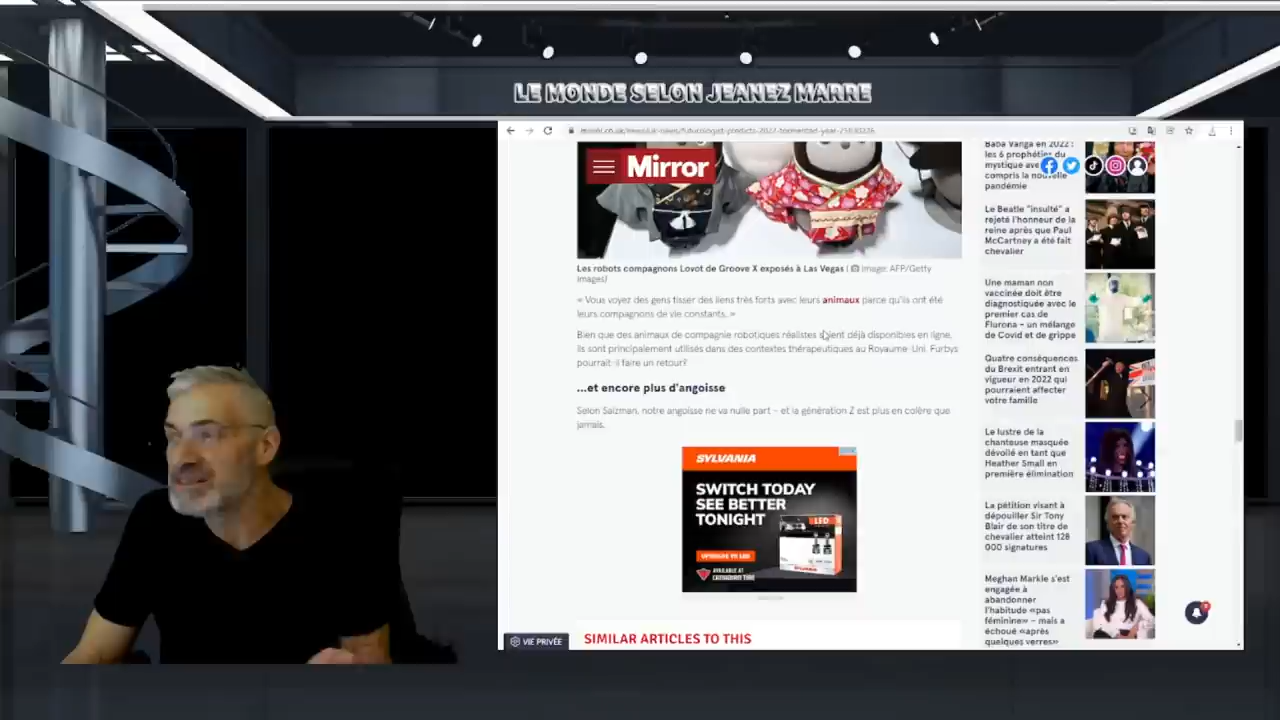 LE MONDE SELON JEANEZ MARRE
Mirror
Les robots compagnons Lovot de Groove X exposés à Las Vegas ( Image: AFP/Getty
Images)
« Vous voyez des gens tisser des liens très forts avec leurs animaux parce qu'ils ont été
leurs compagnons de vie constants. »
Bien que des animaux de compagnie robotiques réalistes soient déjà disponibles en ligne,
ils sont principalement utilisés dans des contextes thérapeutiques au Royaume-Uni. Furbys
pourrait-il faire un retour?
...et encore plus d'angoisse
Selon Salzman, notre angoisse ne va nulle part – et la génération Z est plus en colère que
jamais.
SYLVANIA
SWITCH TODAY
SEE BETTER
TONIGHT
LED
UPGRADE TO LED
AVAILABLE AT
CANADIAN TIRE
SIMILAR ARTICLES TO THIS
VIE PRIVÉE
Baba Vanga en 2022 :
les 6 prophéties du
mystique
compris la nouvelle
pandémie
Le Beatle "insulté" a
rejeté l'honneur de la
reine après que Paul
McCartney a été fait
chevalier
Une maman non
vaccinée doit être
diagnostiquée avec le
premier cas de
Flurona – un mélange
de Covid et de grippe
Quatre conséquences
du Brexit entrant en
vigueur en 2022 qui
pourraient affecter
votre famille
Le lustre de la
chanteuse masquée
dévoilé en tant que
Heather Small en
première élimination
La pétition visant à
dépouiller Sir Tony
Blair de son titre de
chevalier atteint 128
000 signatures
Meghan Markle s'est
engagée à
abandonner
l'habitude «pas
féminine» – mais a
échoué «après
quelques verres»